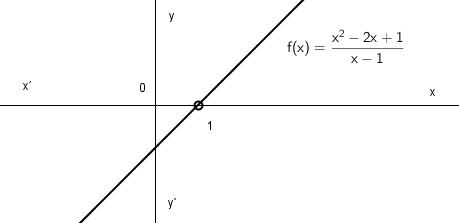 y
f(x) = x² − 2x + 1 / x − 1
x´
0
x
1
y´